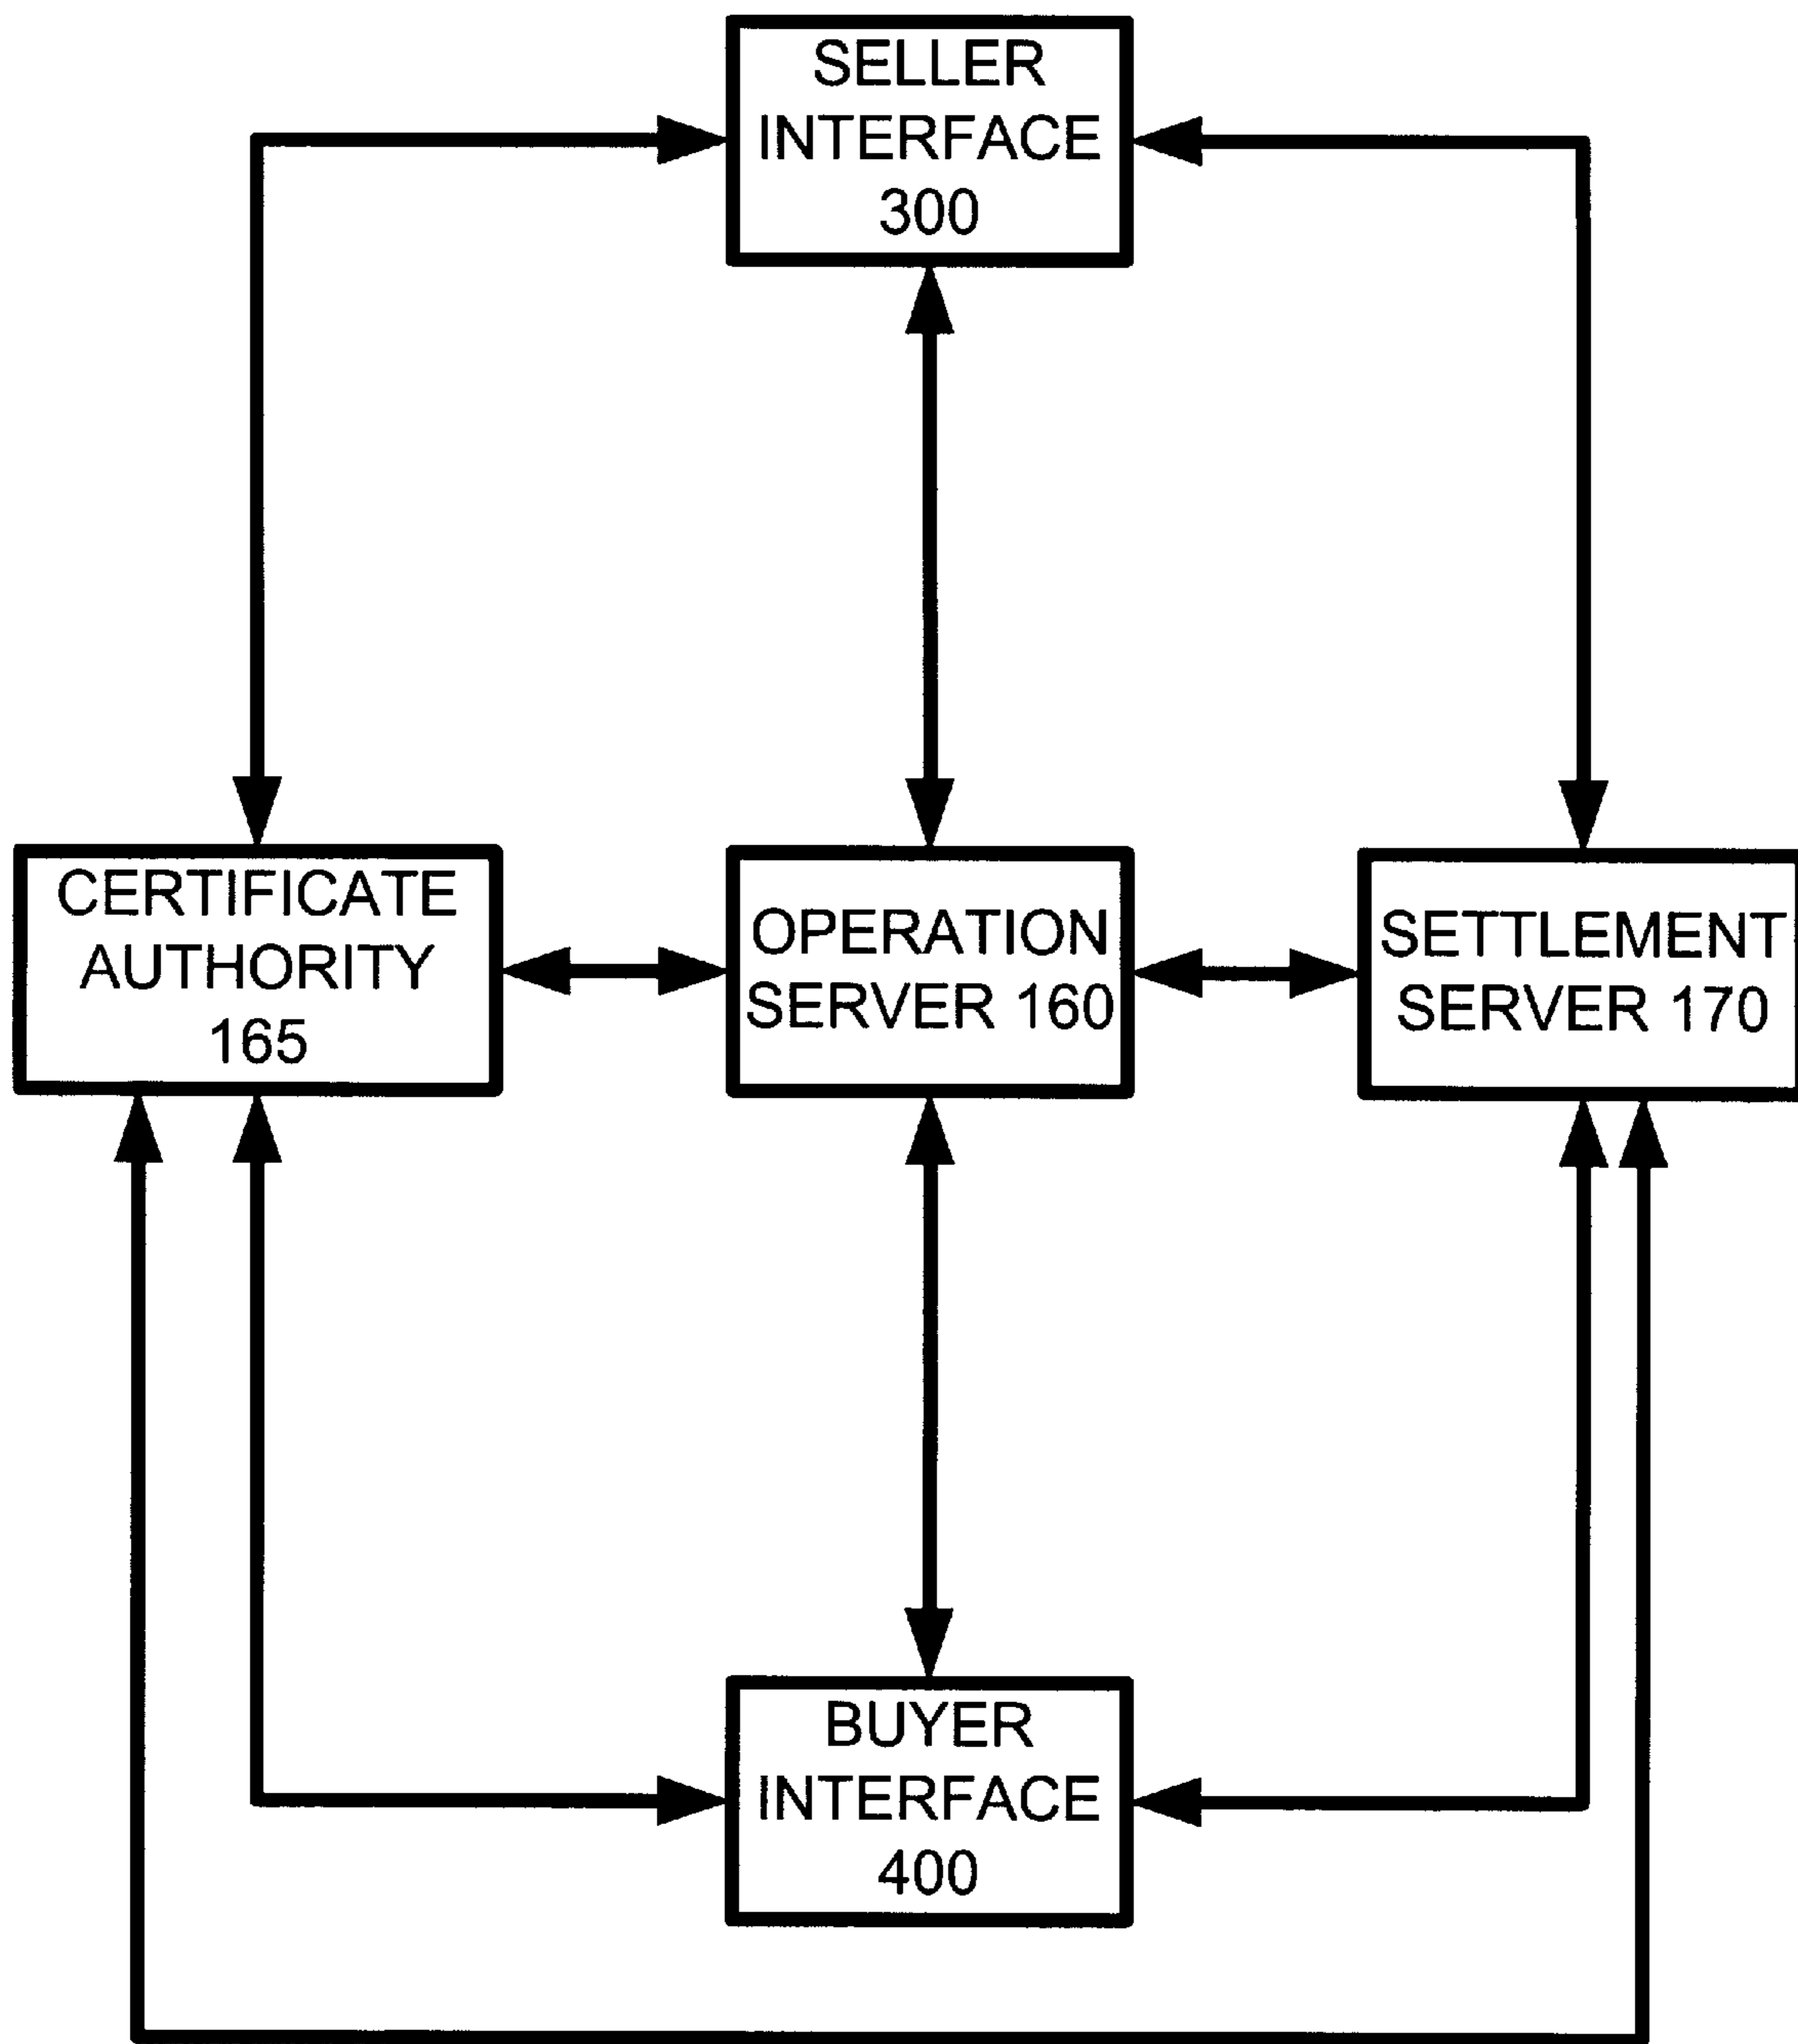 SELLER
INTERFACE
300
CERTIFICATE
AUTHORITY
165
OPERATION
SERVER 160
SETTLEMENT
SERVER 170
BUYER
INTERFACE
400